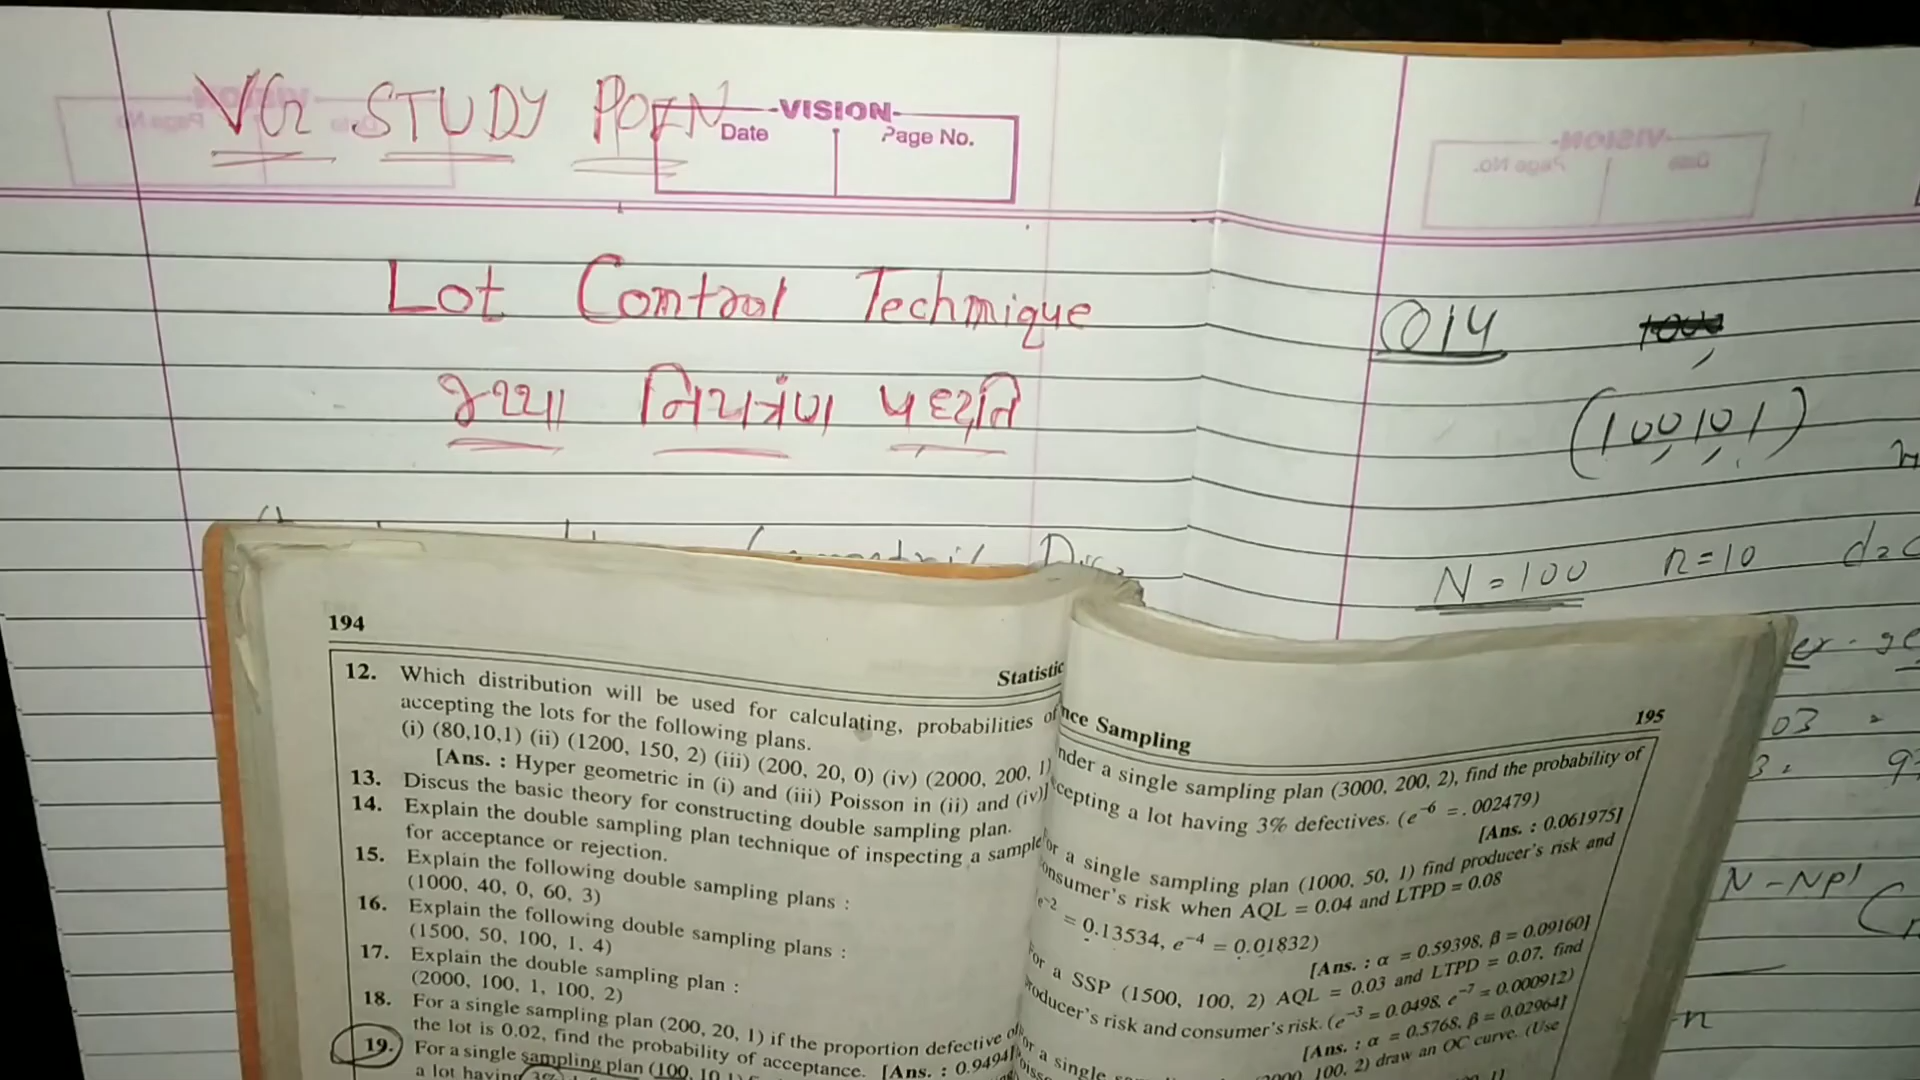 VG STUDY POIN
VISION
Date Page No.
Lot Control Technique
જથ્થા નિયત્રંણ પદ્ધતિ
Q14
(100,10,1)
N=100 n=10
194
Statistic
12. Which distribution will be used for calculating, probabilities of
accepting the lots for the following plans.
(i) (80,10,1) (ii) (1200, 150, 2) (iii) (200, 20, 0) (iv) (2000, 200, 1)
[Ans. : Hyper geometric in (i) and (iii) Poisson in (ii) and (iv)]
13. Discus the basic theory for constructing double sampling plan.
14. Explain the double sampling plan technique of inspecting a sample
for acceptance or rejection.
15. Explain the following double sampling plans :
(1000, 40, 0, 60, 3)
16. Explain the following double sampling plans :
(1500, 50, 100, 1, 4)
17. Explain the double sampling plan :
(2000, 100, 1, 100, 2)
18. For a single sampling plan (200, 20, 1) if the proportion defective of
the lot is 0.02, find the probability of acceptance. [Ans. : 0.9494]
19. For a single sampling plan (100, 10,
a lot having 3%
nce Sampling
195
nder a single sampling plan (3000, 200, 2), find the probability of
cepting a lot having 3% defectives. (e⁻⁶ = .002479)
[Ans. : 0.061975]
or a single sampling plan (1000, 50, 1) find producer's risk and
onsumer's risk when AQL = 0.04 and LTPD = 0.08
e⁻² = 0.13534, e⁻⁴ = 0.01832)
[Ans. : α = 0.59398, β = 0.09160]
or a SSP (1500, 100, 2) AQL = 0.03 and LTPD = 0.07, find
roducer's risk and consumer's risk. (e⁻³ = 0.0498, e⁻⁷ = 0.000912)
[Ans. : α = 0.5768, β = 0.02964]
or a single
100, 2) draw an OC curve. (Use
03 =
N-Np'
n